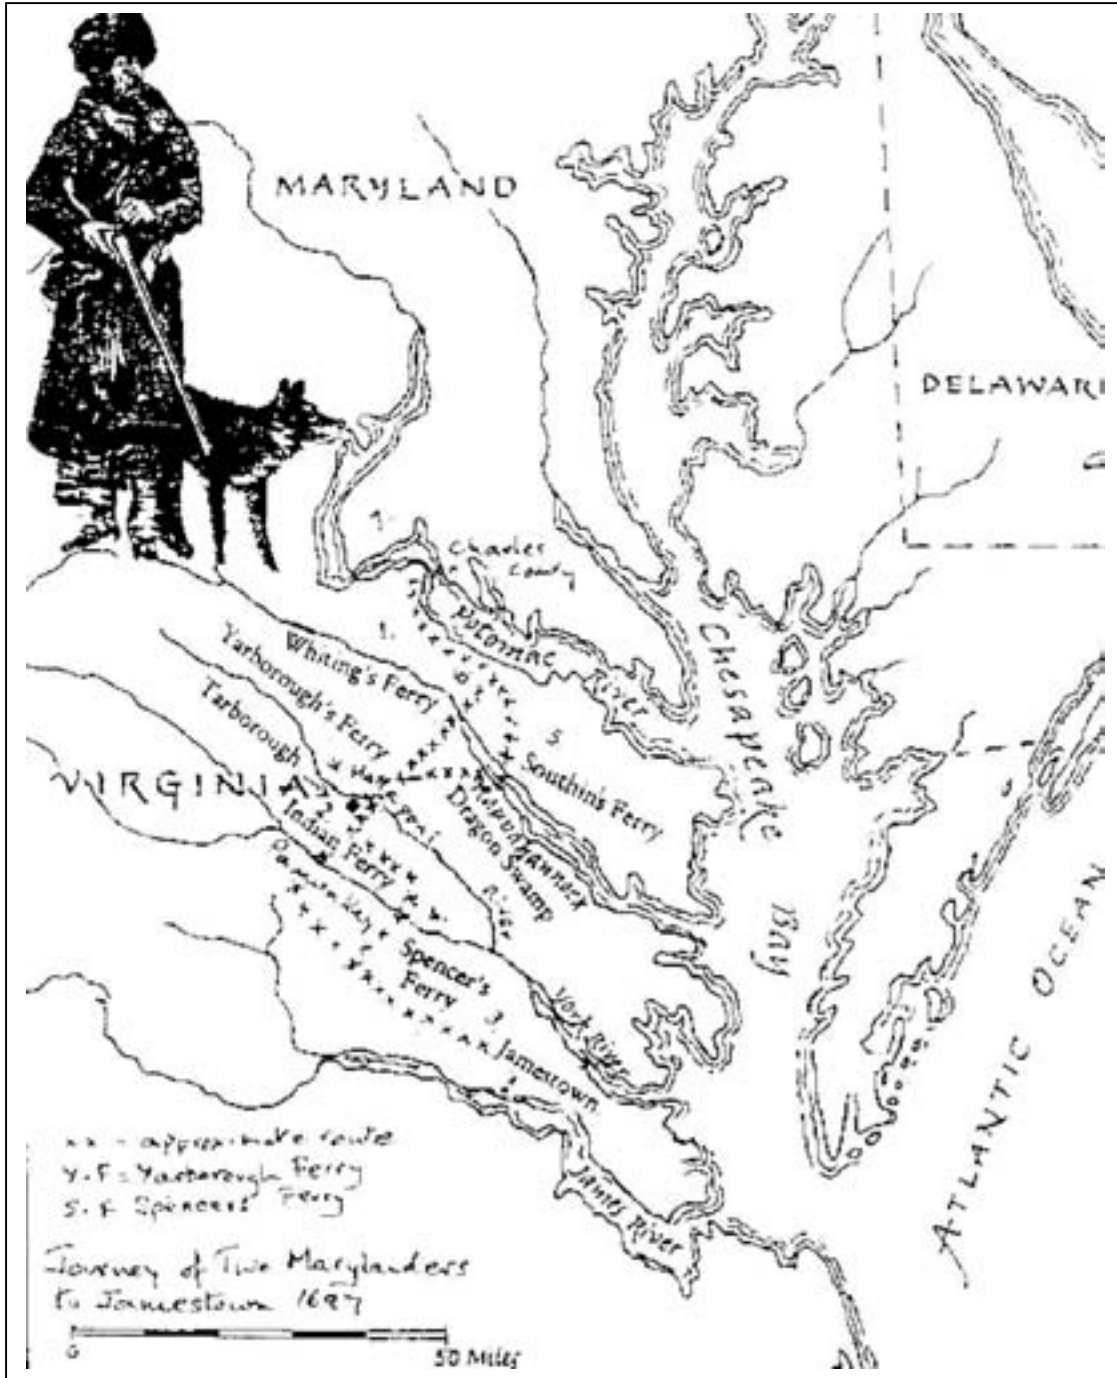 MARYLAND
DELAWAR
Charles
County
Potomac
River
Chesapeake
Bay
1.
Whiting's Ferry
Yarborough's Ferry
Tarborough
VIRGINIA
2
Indian Ferry
5
Southin's Ferry
Dragon Swamp
River
Spencer's
Ferry
3
Jamestown
York River
James River
ATLANTIC OCEAN
xx - approximate route
Y.F = Yarborough Ferry
S.F Spencers' Ferry
Journey of Two Marylanders
to Jamestown 1697
0
50 Miles